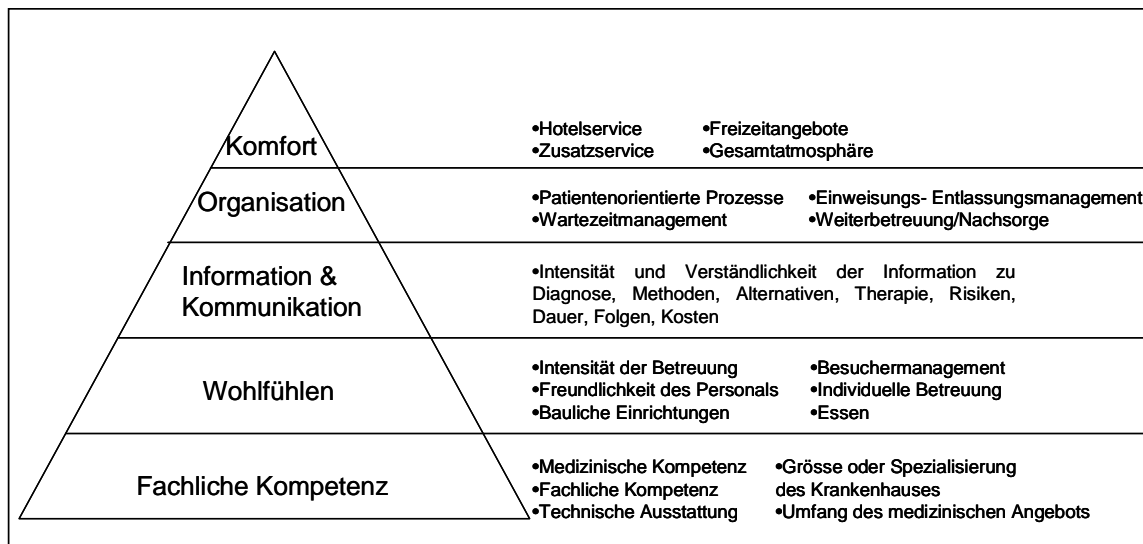 Komfort
•Hotelservice •Freizeitangebote
•Zusatzservice •Gesamtatmosphäre
Organisation
•Patientenorientierte Prozesse •Einweisungs- Entlassungsmanagement
•Wartezeitmanagement •Weiterbetreuung/Nachsorge
Information &
Kommunikation
•Intensität und Verständlichkeit der Information zu
Diagnose, Methoden, Alternativen, Therapie, Risiken,
Dauer, Folgen, Kosten
Wohlfühlen
•Intensität der Betreuung •Besuchermanagement
•Freundlichkeit des Personals •Individuelle Betreuung
•Bauliche Einrichtungen •Essen
Fachliche Kompetenz
•Medizinische Kompetenz •Grösse oder Spezialisierung
•Fachliche Kompetenz des Krankenhauses
•Technische Ausstattung •Umfang des medizinischen Angebots